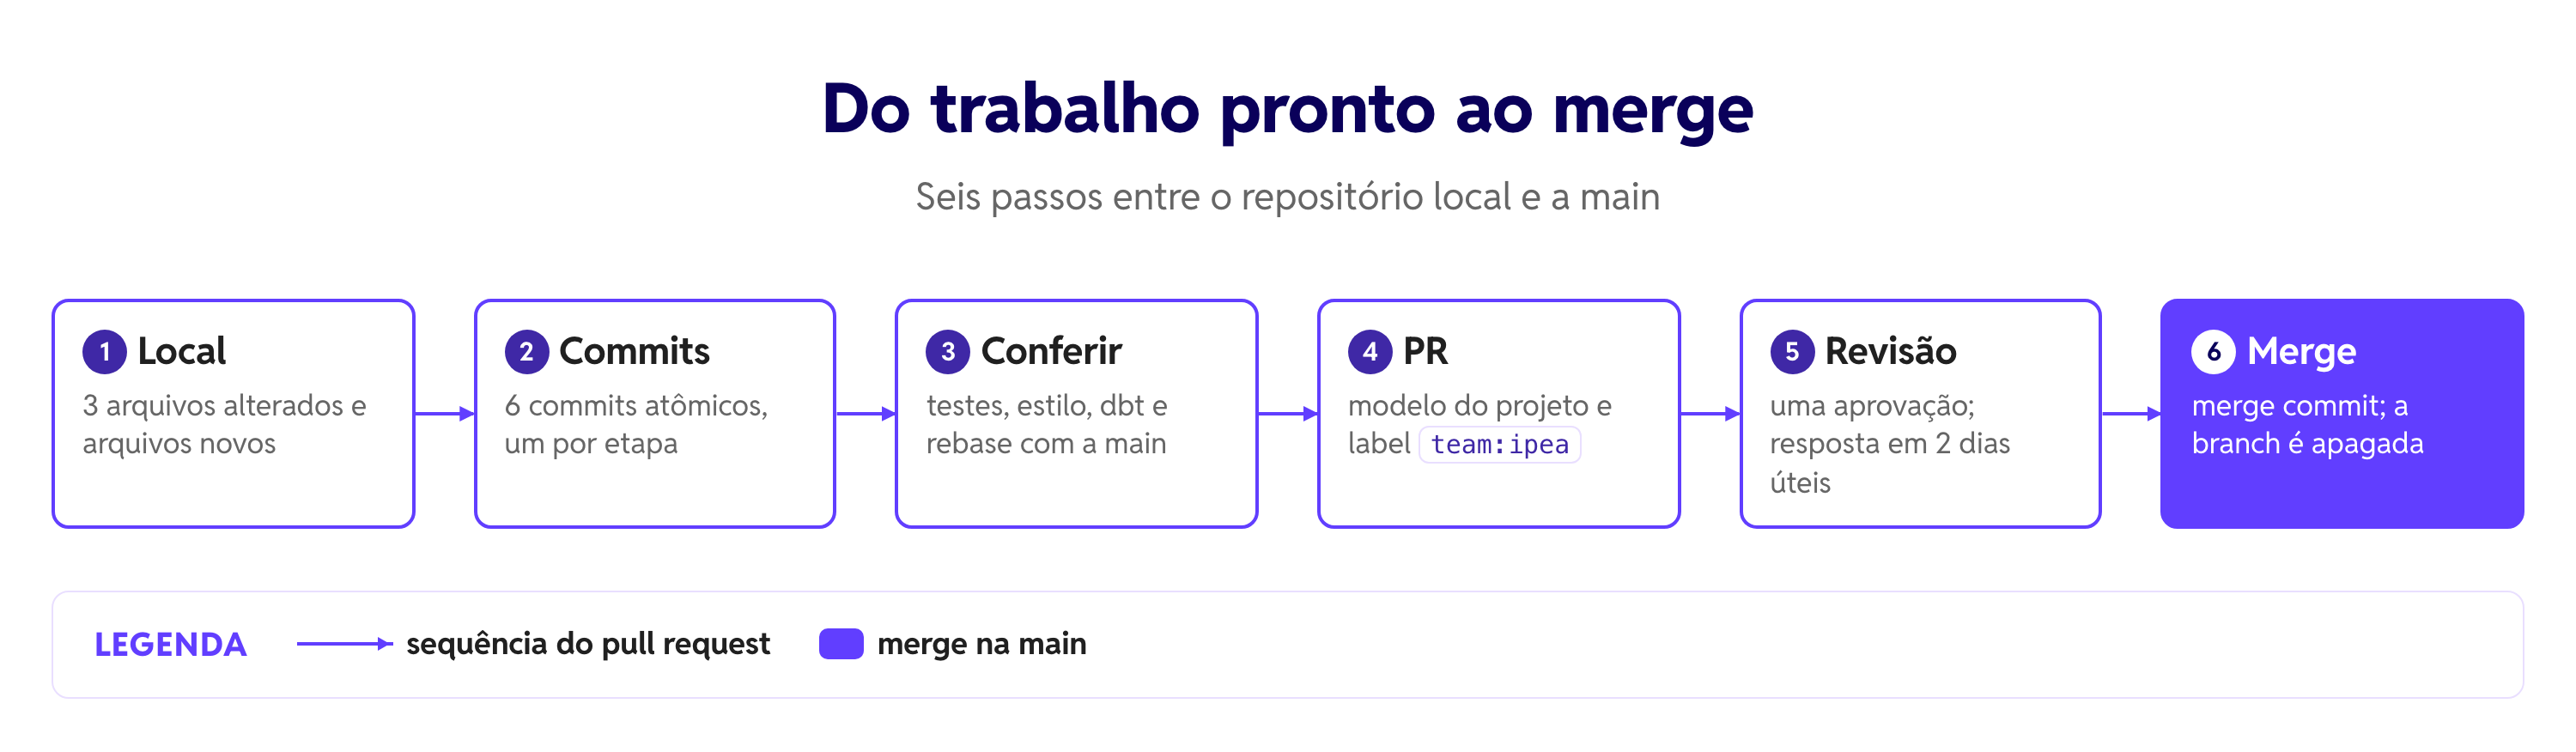 Do trabalho pronto ao merge
Seis passos entre o repositório local e a main
1 Local
3 arquivos alterados e
arquivos novos
2 Commits
6 commits atômicos,
um por etapa
3 Conferir
testes, estilo, dbt e
rebase com a main
4 PR
modelo do projeto e
label team:ipea
5 Revisão
uma aprovação;
resposta em 2 dias
úteis
6 Merge
merge commit; a
branch é apagada
LEGENDA
sequência do pull request
merge na main